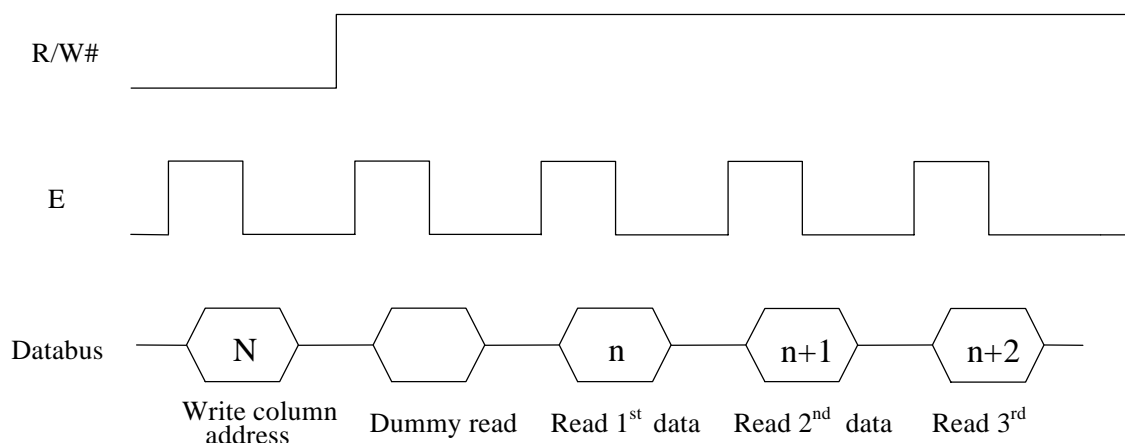 R/W#
E
Databus
N
n
n+1
n+2
Write column
address
Dummy read
Read 1st data
Read 2nd data
Read 3rd